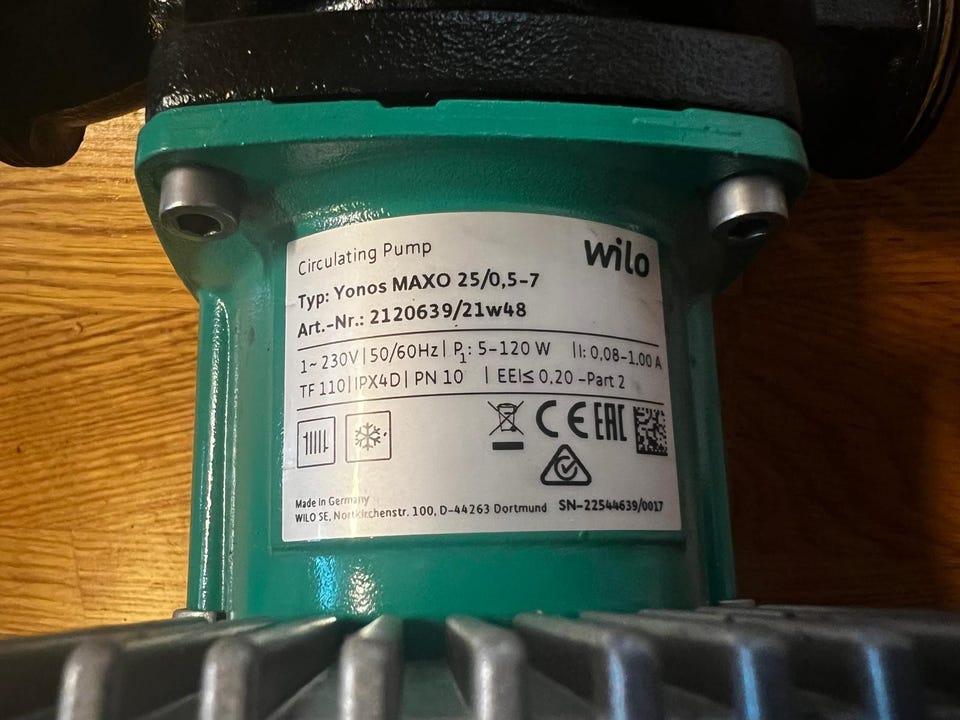 Circulating Pump
wilo
Typ: Yonos MAXO 25/0,5-7
Art.-Nr.: 2120639/21w48
1~ 230V | 50/60Hz | P1: 5-120 W | I: 0,08-1.00 A
TF 110 | IPX4D | PN 10 | EEI≤ 0,20 -Part 2
CE EAC
Made in Germany
WILO SE, Nortkirchenstr. 100, D-44263 Dortmund SN-22544639/0017